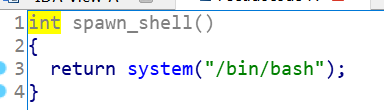 1 int spawn_shell()
2 {
3 return system("/bin/bash");
4 }